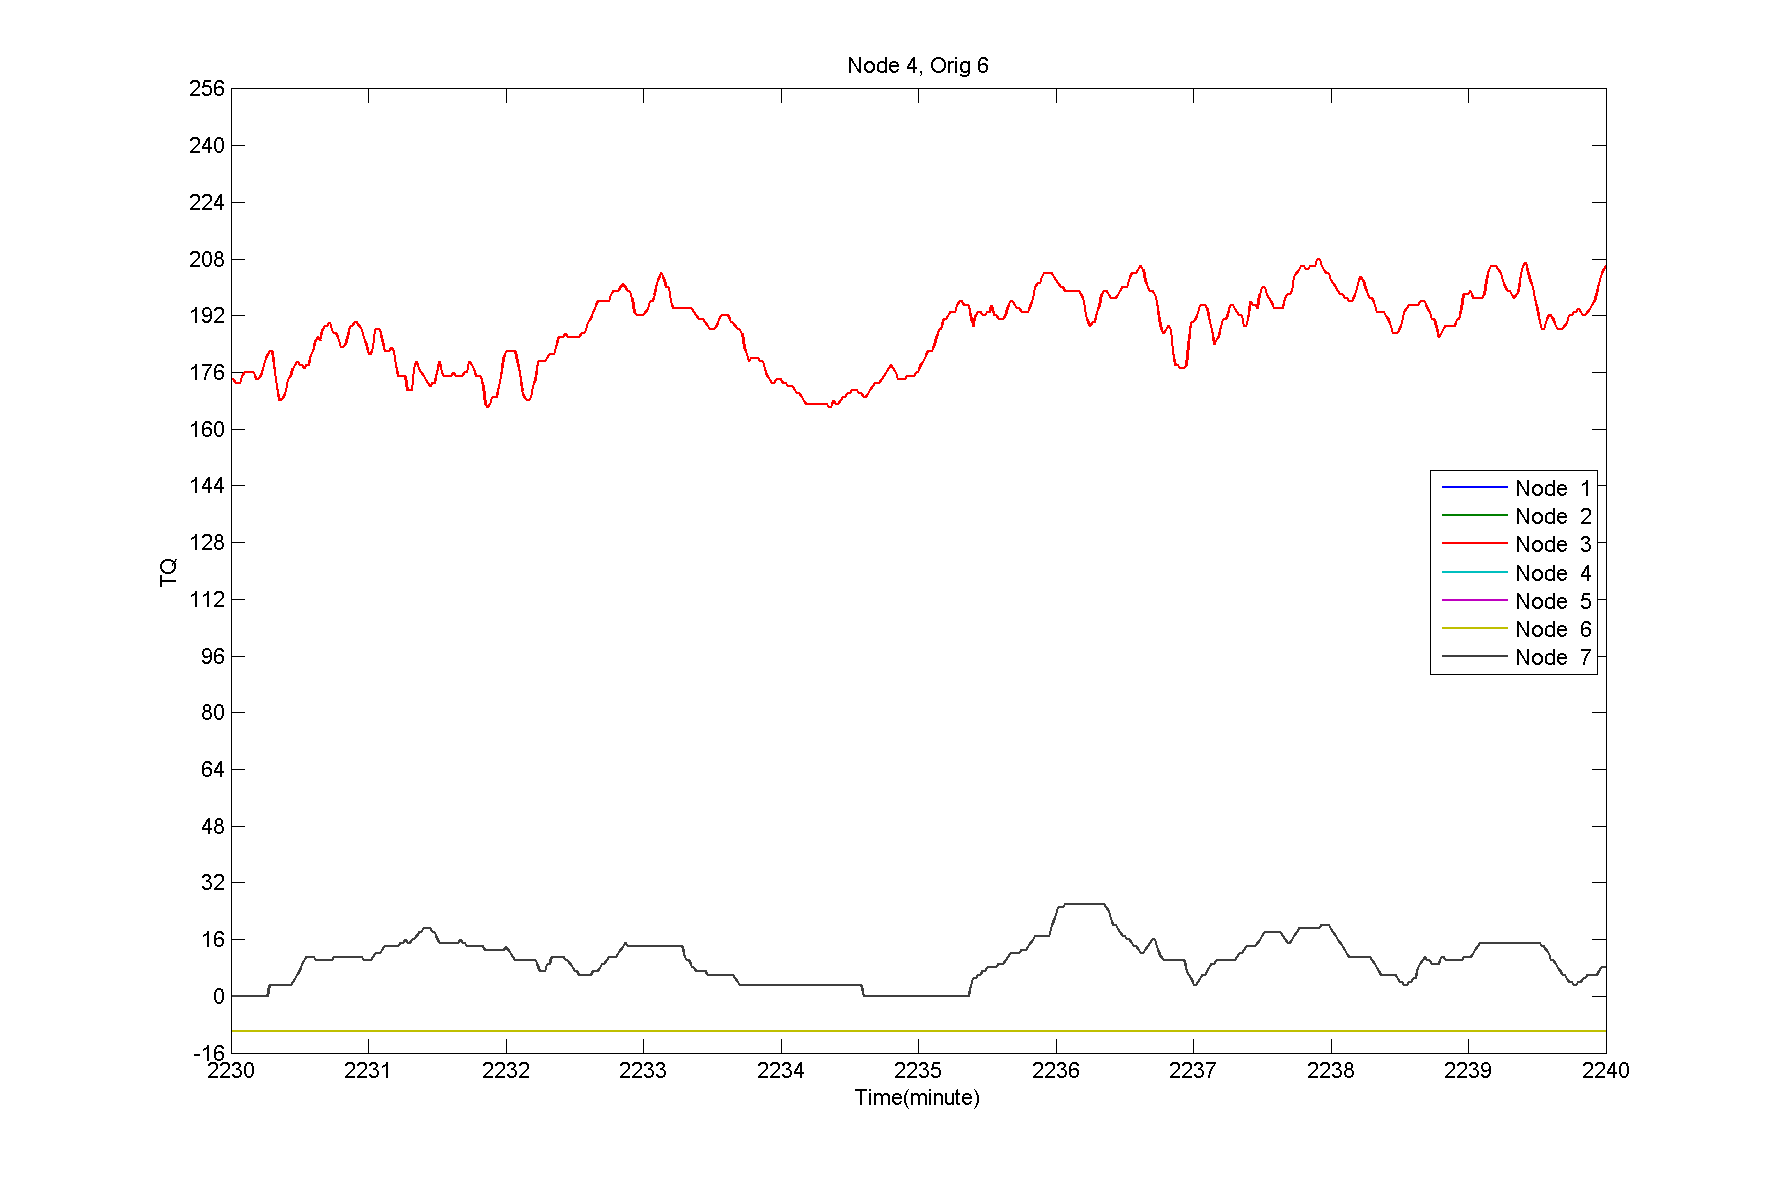 Node 4, Orig 6
256
240
224
208
192
176
160
144
128
112
96
80
64
48
32
16
0
-16
TQ
Node 1
Node 2
Node 3
Node 4
Node 5
Node 6
Node 7
2230 2231 2232 2233 2234 2235 2236 2237 2238 2239 2240
Time(minute)